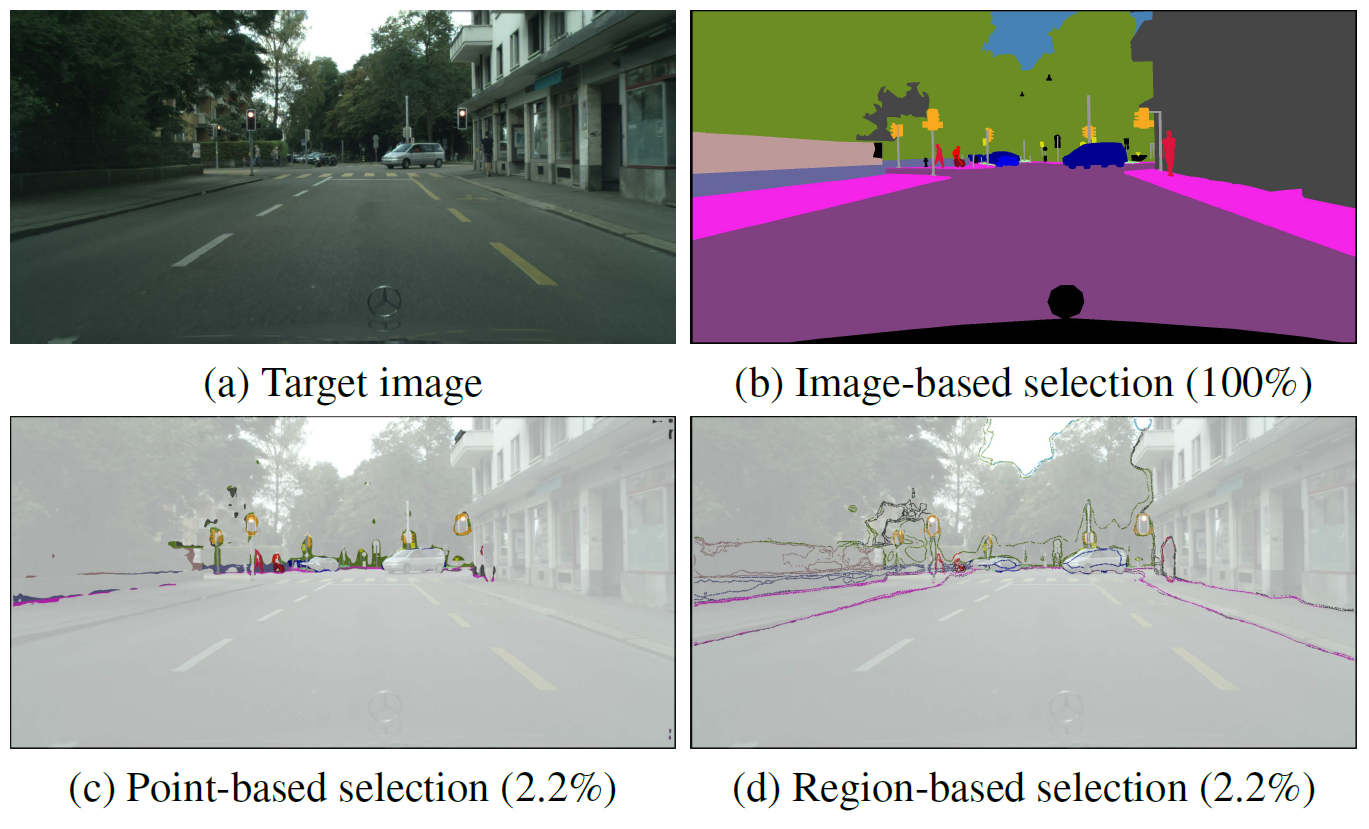 (a) Target image
(b) Image-based selection (100%)
(c) Point-based selection (2.2%)
(d) Region-based selection (2.2%)